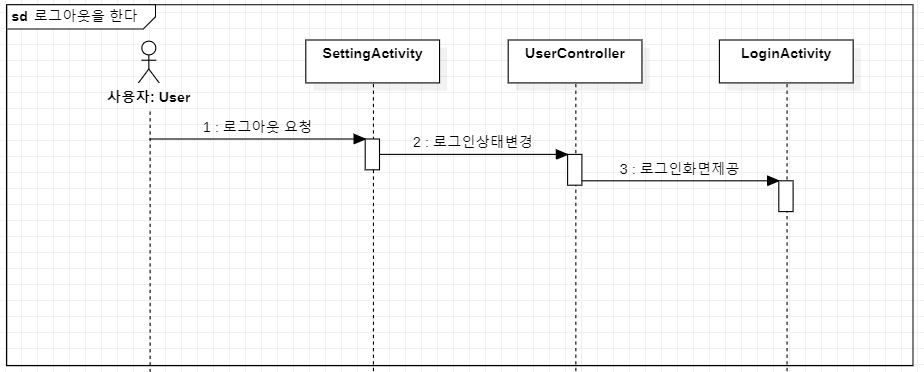 sd 로그아웃을 한다
SettingActivity
UserController
LoginActivity
사용자: User
1 : 로그아웃 요청
2 : 로그인상태변경
3 : 로그인화면제공